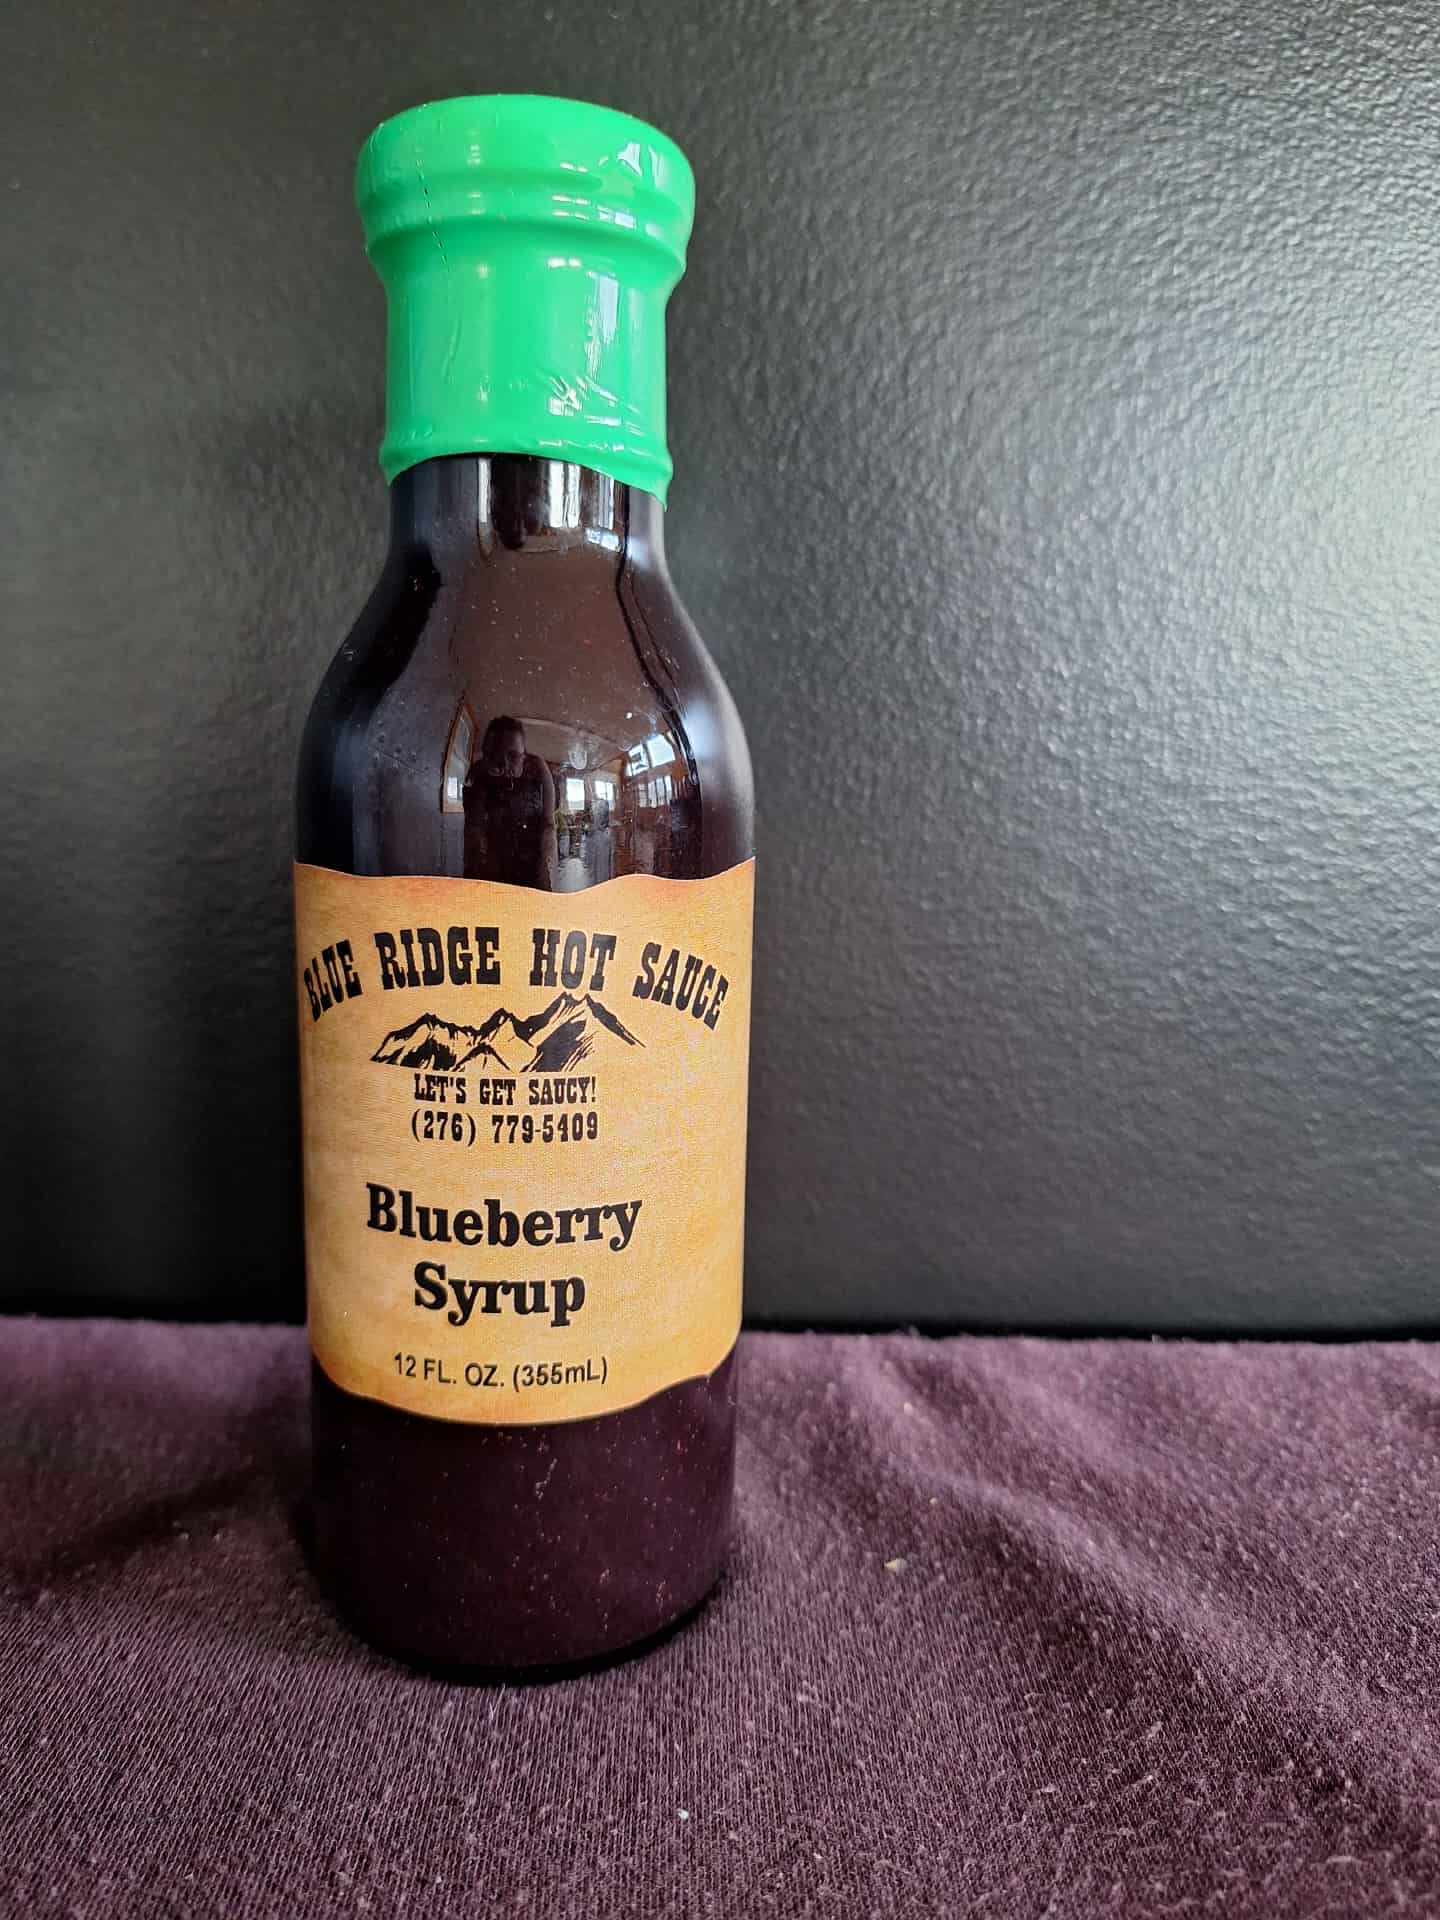 BLUE RIDGE HOT SAUCE
LET'S GET SAUCY!
(276) 779-5409
Blueberry
Syrup
12 FL. OZ. (355mL)